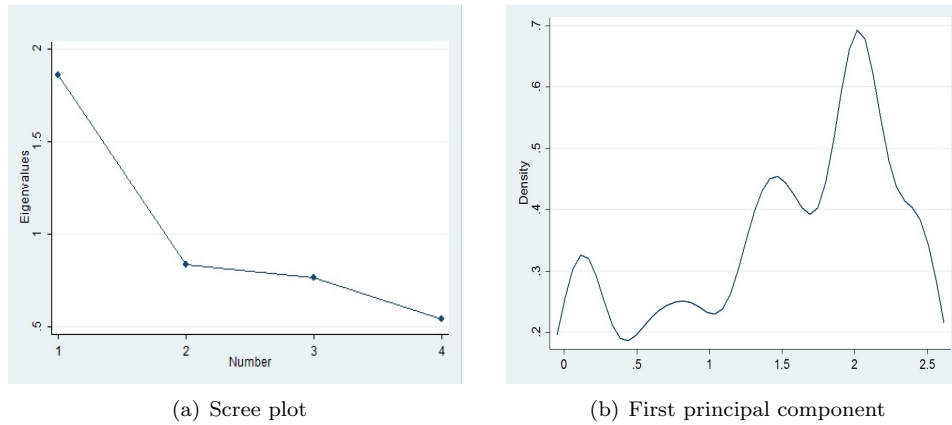 2
1.5
1
.5
Eigenvalues
1 2 3 4
Number
(a) Scree plot
.7
.6
.5
.4
.3
.2
Density
0 .5 1 1.5 2 2.5
(b) First principal component